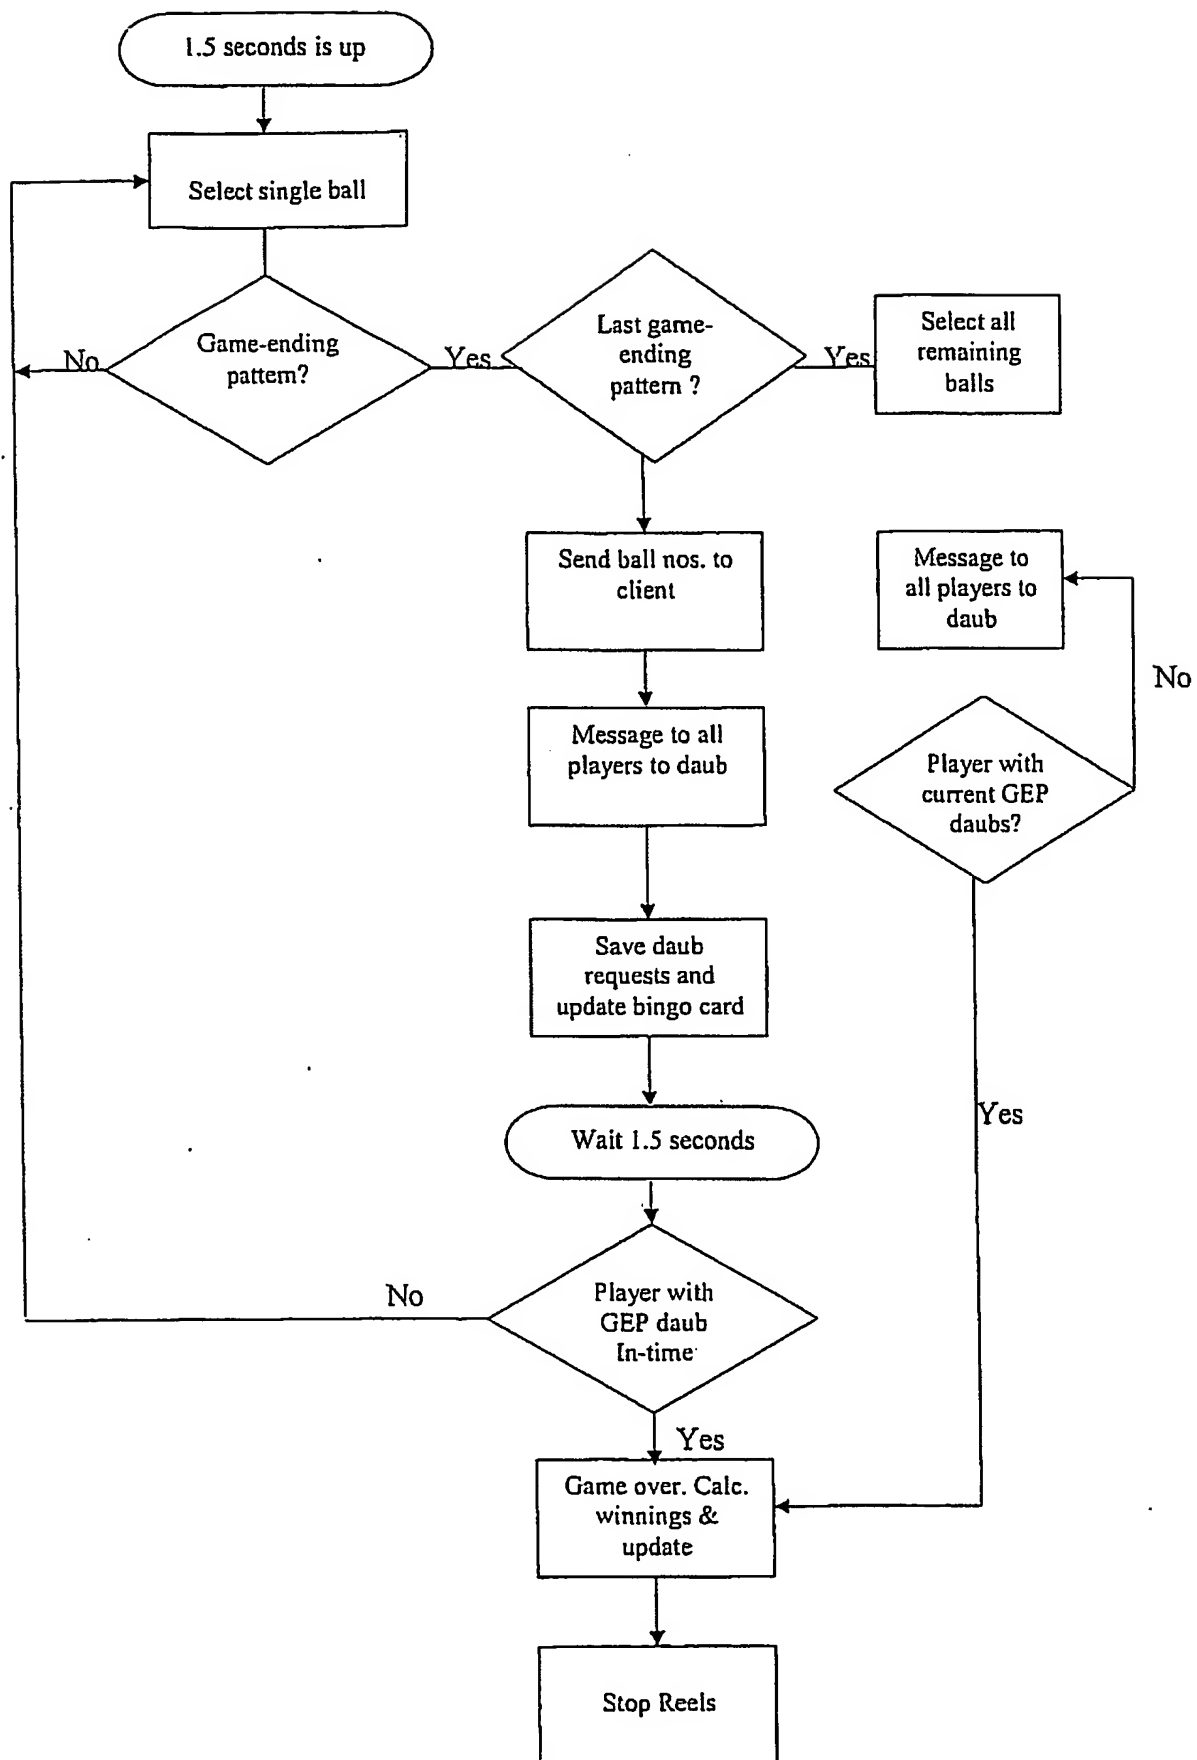 1.5 seconds is up
Select single ball
Game-ending
pattern?
No
Yes
Last game-
ending
pattern ?
Yes
Select all
remaining
balls
Send ball nos. to
client
Message to
all players to
daub
No
Message to all
players to daub
Player with
current GEP
daubs?
Save daub
requests and
update bingo card
Yes
Wait 1.5 seconds
No
Player with
GEP daub
In-time
Yes
Game over. Calc.
winnings &
update
Stop Reels